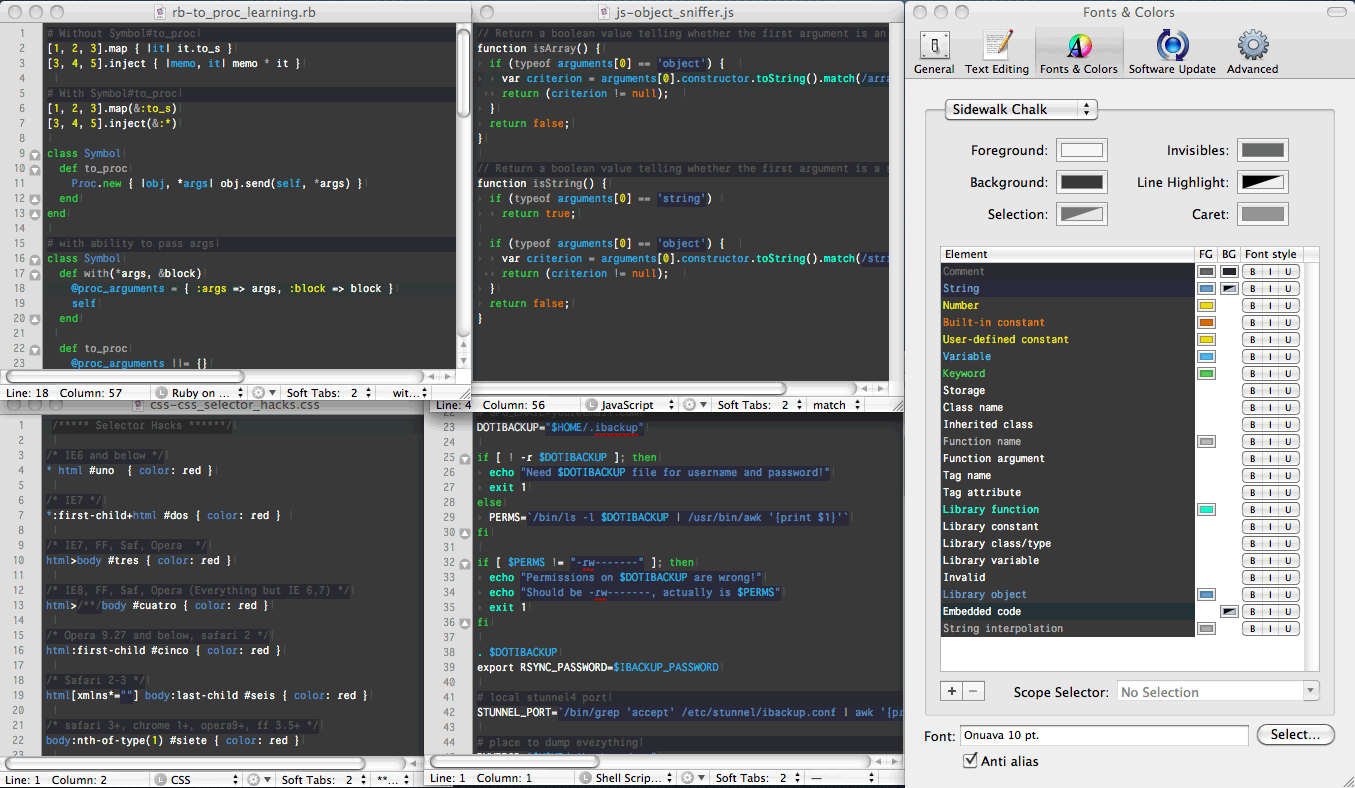 rb-to_proc_learning.rb
1 # Without Symbol#to_proc
2 [1, 2, 3].map { |it| it.to_s }
3 [3, 4, 5].inject { |memo, it| memo * it }
4
5 # With Symbol#to_proc
6 [1, 2, 3].map(&:to_s)
7 [3, 4, 5].inject(&:*)
8
9 class Symbol
10 def to_proc
11 Proc.new { |obj, *args| obj.send(self, *args) }
12 end
13 end
14
15 # with ability to pass args
16 class Symbol
17 def with(*args, &block)
18 @proc_arguments = { :args => args, :block => block }
19 self
20 end
21
22 def to_proc
23 @proc_arguments ||= {}
Line: 18 Column: 57 L Ruby on ... Soft Tabs: 2 wit...
js-object_sniffer.js
// Return a boolean value telling whether the first argument is an
function isArray() {
if (typeof arguments[0] == 'object') {
var criterion = arguments[0].constructor.toString().match(/arra
return (criterion != null);
}
return false;
}
// Return a boolean value telling whether the first argument is a s
function isString() {
if (typeof arguments[0] == 'string')
return true;
if (typeof arguments[0] == 'object') {
var criterion = arguments[0].constructor.toString().match(/stri
return (criterion != null);
}
return false;
}
Line: 4 Column: 56 L JavaScript Soft Tabs: 2 match
css-css_selector_hacks.css
1 /***** Selector Hacks ******/
2
3 /* IE6 and below */
4 * html #uno { color: red }
5
6 /* IE7 */
7 *:first-child+html #dos { color: red }
8
9 /* IE7, FF, Saf, Opera */
10 html>body #tres { color: red }
11
12 /* IE8, FF, Saf, Opera (Everything but IE 6,7) */
13 html>/**/body #cuatro { color: red }
14
15 /* Opera 9.27 and below, safari 2 */
16 html:first-child #cinco { color: red }
17
18 /* Safari 2-3 */
19 html[xmlns*=""] body:last-child #seis { color: red }
20
21 /* safari 3+, chrome 1+, opera9+, ff 3.5+ */
22 body:nth-of-type(1) #siete { color: red }
23
Line: 1 Column: 2 L CSS Soft Tabs: 2 **...
22
23 DOTIBACKUP="$HOME/.ibackup"
24
25 if [ ! -r $DOTIBACKUP ]; then
26 echo "Need $DOTIBACKUP file for username and password!"
27 exit 1
28 else
29 PERMS=`/bin/ls -l $DOTIBACKUP | /usr/bin/awk '{print $1}'`
30 fi
31
32 if [ $PERMS != "-rw-------" ]; then
33 echo "Permissions on $DOTIBACKUP are wrong!"
34 echo "Should be -rw-------, actually is $PERMS"
35 exit 1
36 fi
37
38 . $DOTIBACKUP
39 export RSYNC_PASSWORD=$IBACKUP_PASSWORD
40
41 # local stunnel4 port
42 STUNNEL_PORT=`/bin/grep 'accept' /etc/stunnel/ibackup.conf | awk '{pr
43
44 # place to dump everything
Line: 1 Column: 1 L Shell Scrip... Soft Tabs: 2 —
Fonts & Colors
General Text Editing Fonts & Colors Software Update Advanced
Sidewalk Chalk
Foreground: Invisibles:
Background: Line Highlight:
Selection: Caret:
Element FG BG Font style
Comment B I U
String B I U
Number B I U
Built-in constant B I U
User-defined constant B I U
Variable B I U
Keyword B I U
Storage B I U
Class name B I U
Inherited class B I U
Function name B I U
Function argument B I U
Tag name B I U
Tag attribute B I U
Library function B I U
Library constant B I U
Library class/type B I U
Library variable B I U
Invalid B I U
Library object B I U
Embedded code B I U
String interpolation B I U
+ − Scope Selector: No Selection
Font: Onuava 10 pt. Select...
Anti alias